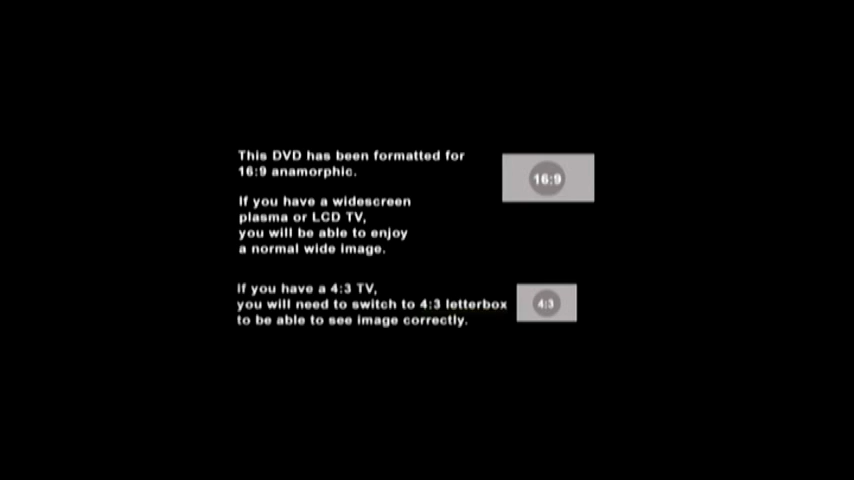 This DVD has been formatted for
16:9 anamorphic.
16:9
If you have a widescreen
plasma or LCD TV,
you will be able to enjoy
a normal wide image.
If you have a 4:3 TV,
you will need to switch to 4:3 letterbox
to be able to see image correctly.
4:3